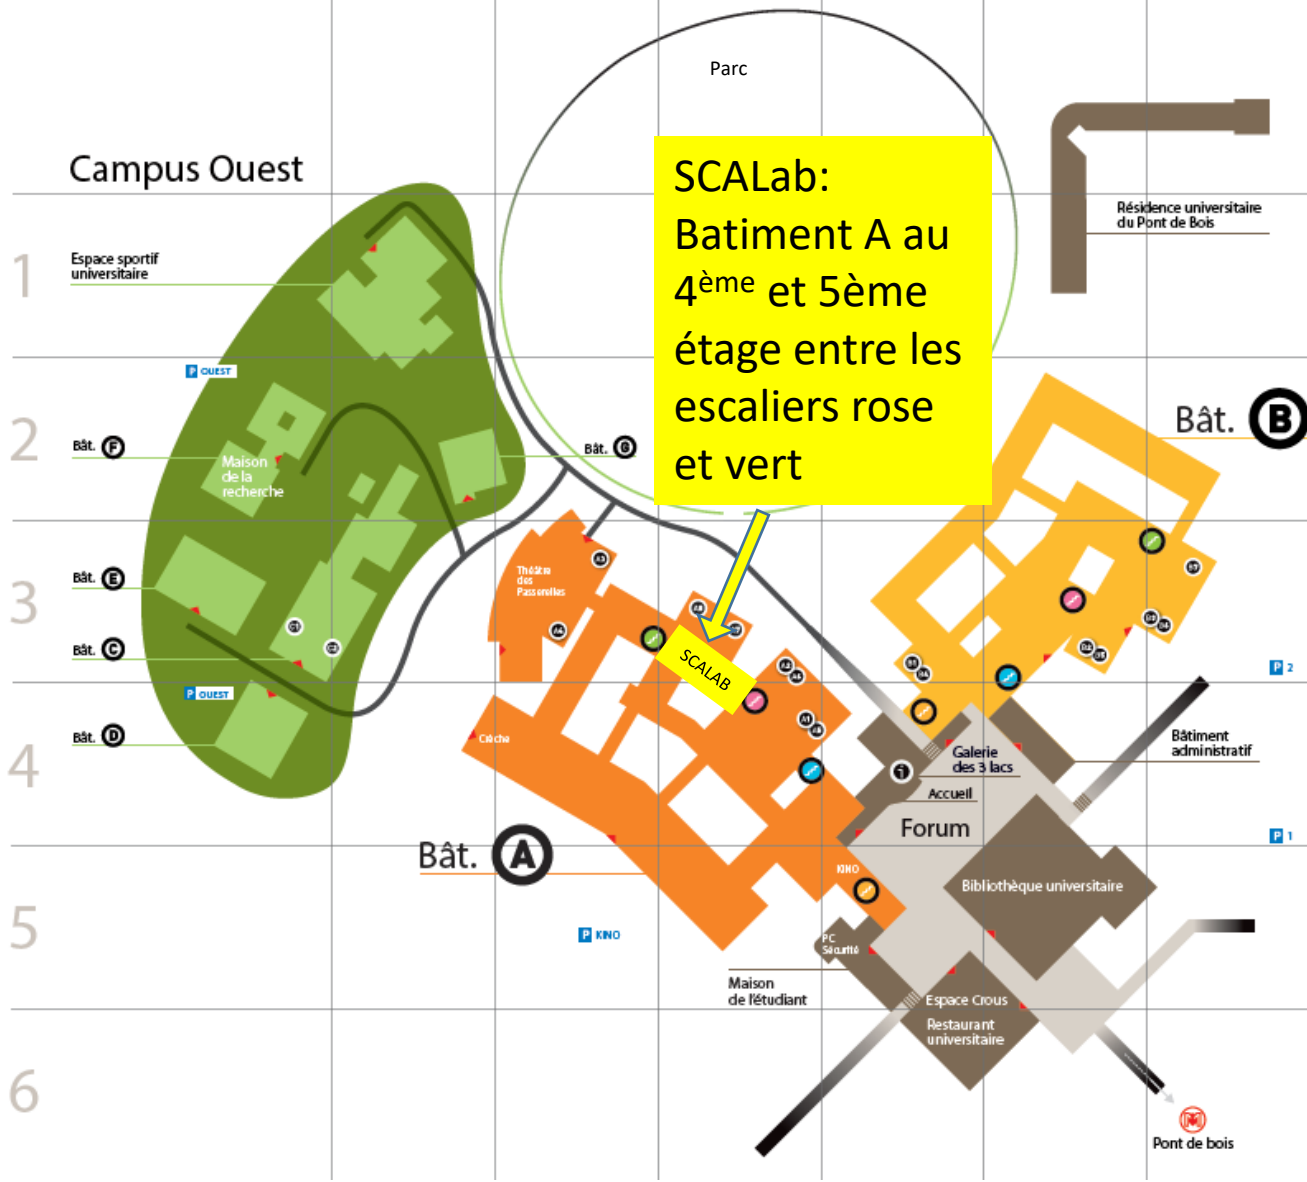 Parc
Campus Ouest
SCALab:
Batiment A au
4ème et 5ème
étage entre les
escaliers rose
et vert
Résidence universitaire
du Pont de Bois
1
Espace sportif
universitaire
P OUEST
2
Bât. F
Maison
de la
recherche
Bât. G
Bât. B
3
Bât. E
Théâtre
des
Passerelles
A3
A4
C1
C2
Bât. C
SCALAB
P 2
P OUEST
4
Bât. D
Crèche
Galerie
des 3 lacs
i
Accueil
Bâtiment
administratif
Forum
P 1
Bât. A
KINO
Bibliothèque universitaire
5
P KINO
PC
Sécurité
Maison
de l'étudiant
Espace Crous
Restaurant
universitaire
6
Pont de bois